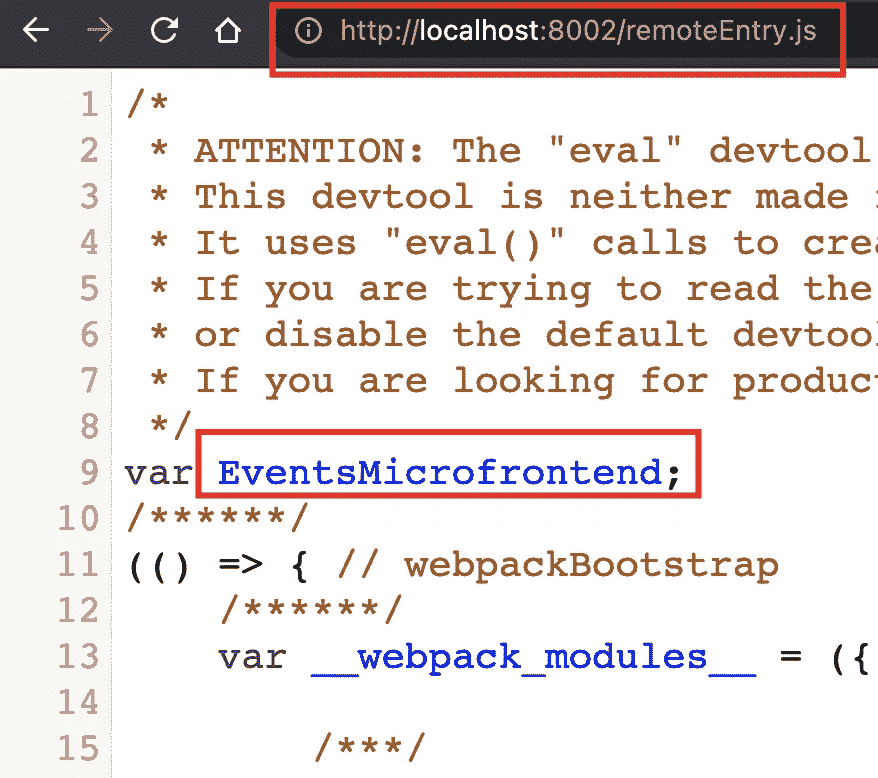 http://localhost:8002/remoteEntry.js
1 /*
2 * ATTENTION: The "eval" devtool
3 * This devtool is neither made
4 * It uses "eval()" calls to crea
5 * If you are trying to read the
6 * or disable the default devtool
7 * If you are looking for product
8 */
9 var EventsMicrofrontend;
10 /******/
11 (() => { // webpackBootstrap
12 /******/
13 var __webpack_modules__ = ({
14
15 /***/